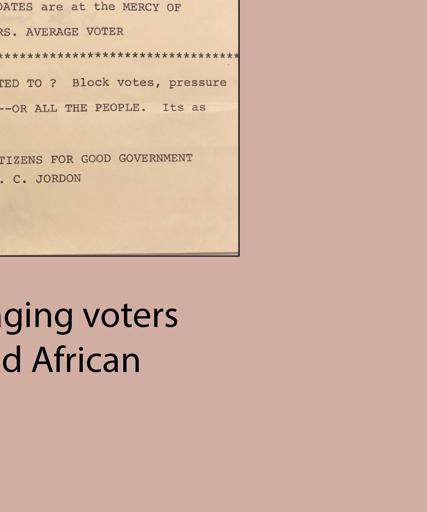 DATES are at the MERCY OF
RS. AVERAGE VOTER
*****************************************
TED TO ? Block votes, pressure
--OR ALL THE PEOPLE. Its as
TIZENS FOR GOOD GOVERNMENT
. C. JORDON
aging voters
d African